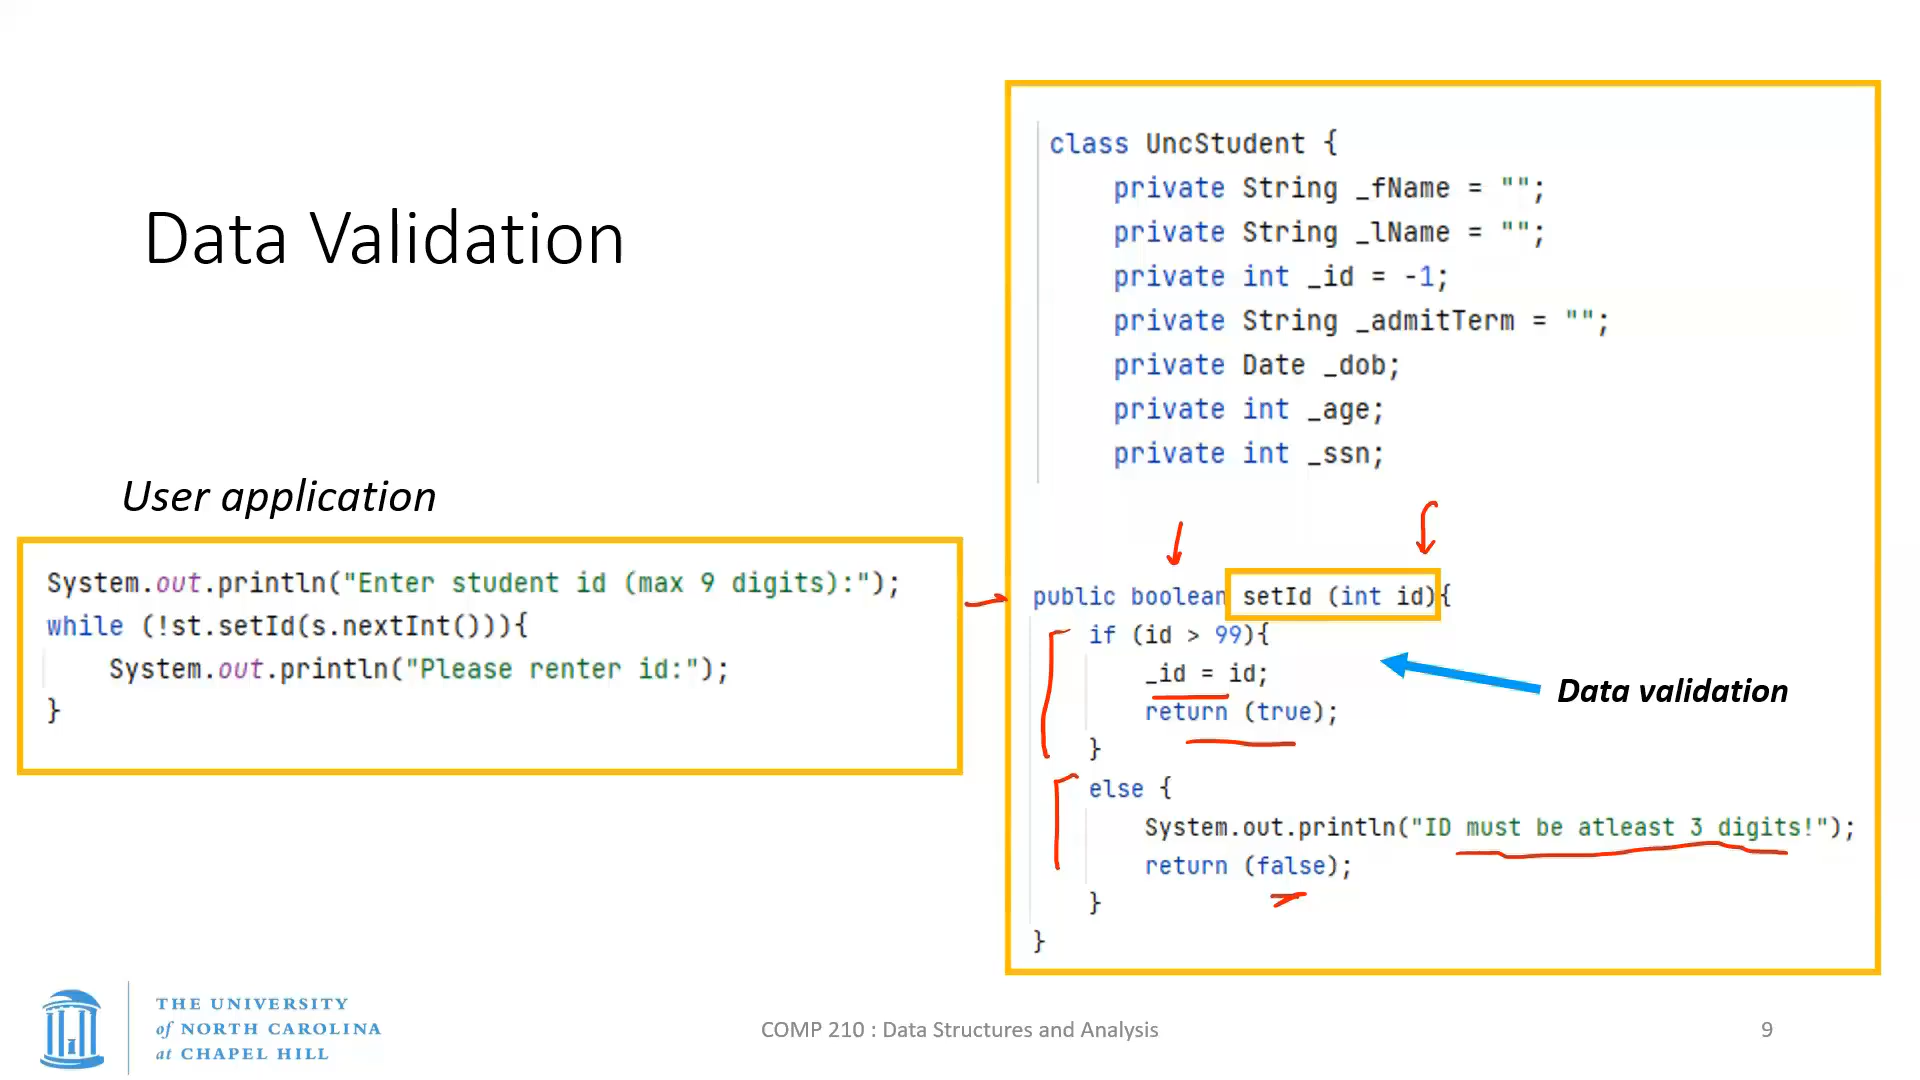 Data Validation
User application
System.out.println("Enter student id (max 9 digits):");
while (!st.setId(s.nextInt())){
    System.out.println("Please renter id:");
}
class UncStudent {
    private String _fName = "";
    private String _lName = "";
    private int _id = -1;
    private String _admitTerm = "";
    private Date _dob;
    private int _age;
    private int _ssn;
public boolean setId (int id){
    if (id > 99){
        _id = id;
        return (true);
    }
    else {
        System.out.println("ID must be atleast 3 digits!");
        return (false);
    }
}
Data validation
THE UNIVERSITY
of NORTH CAROLINA
at CHAPEL HILL
COMP 210 : Data Structures and Analysis
9